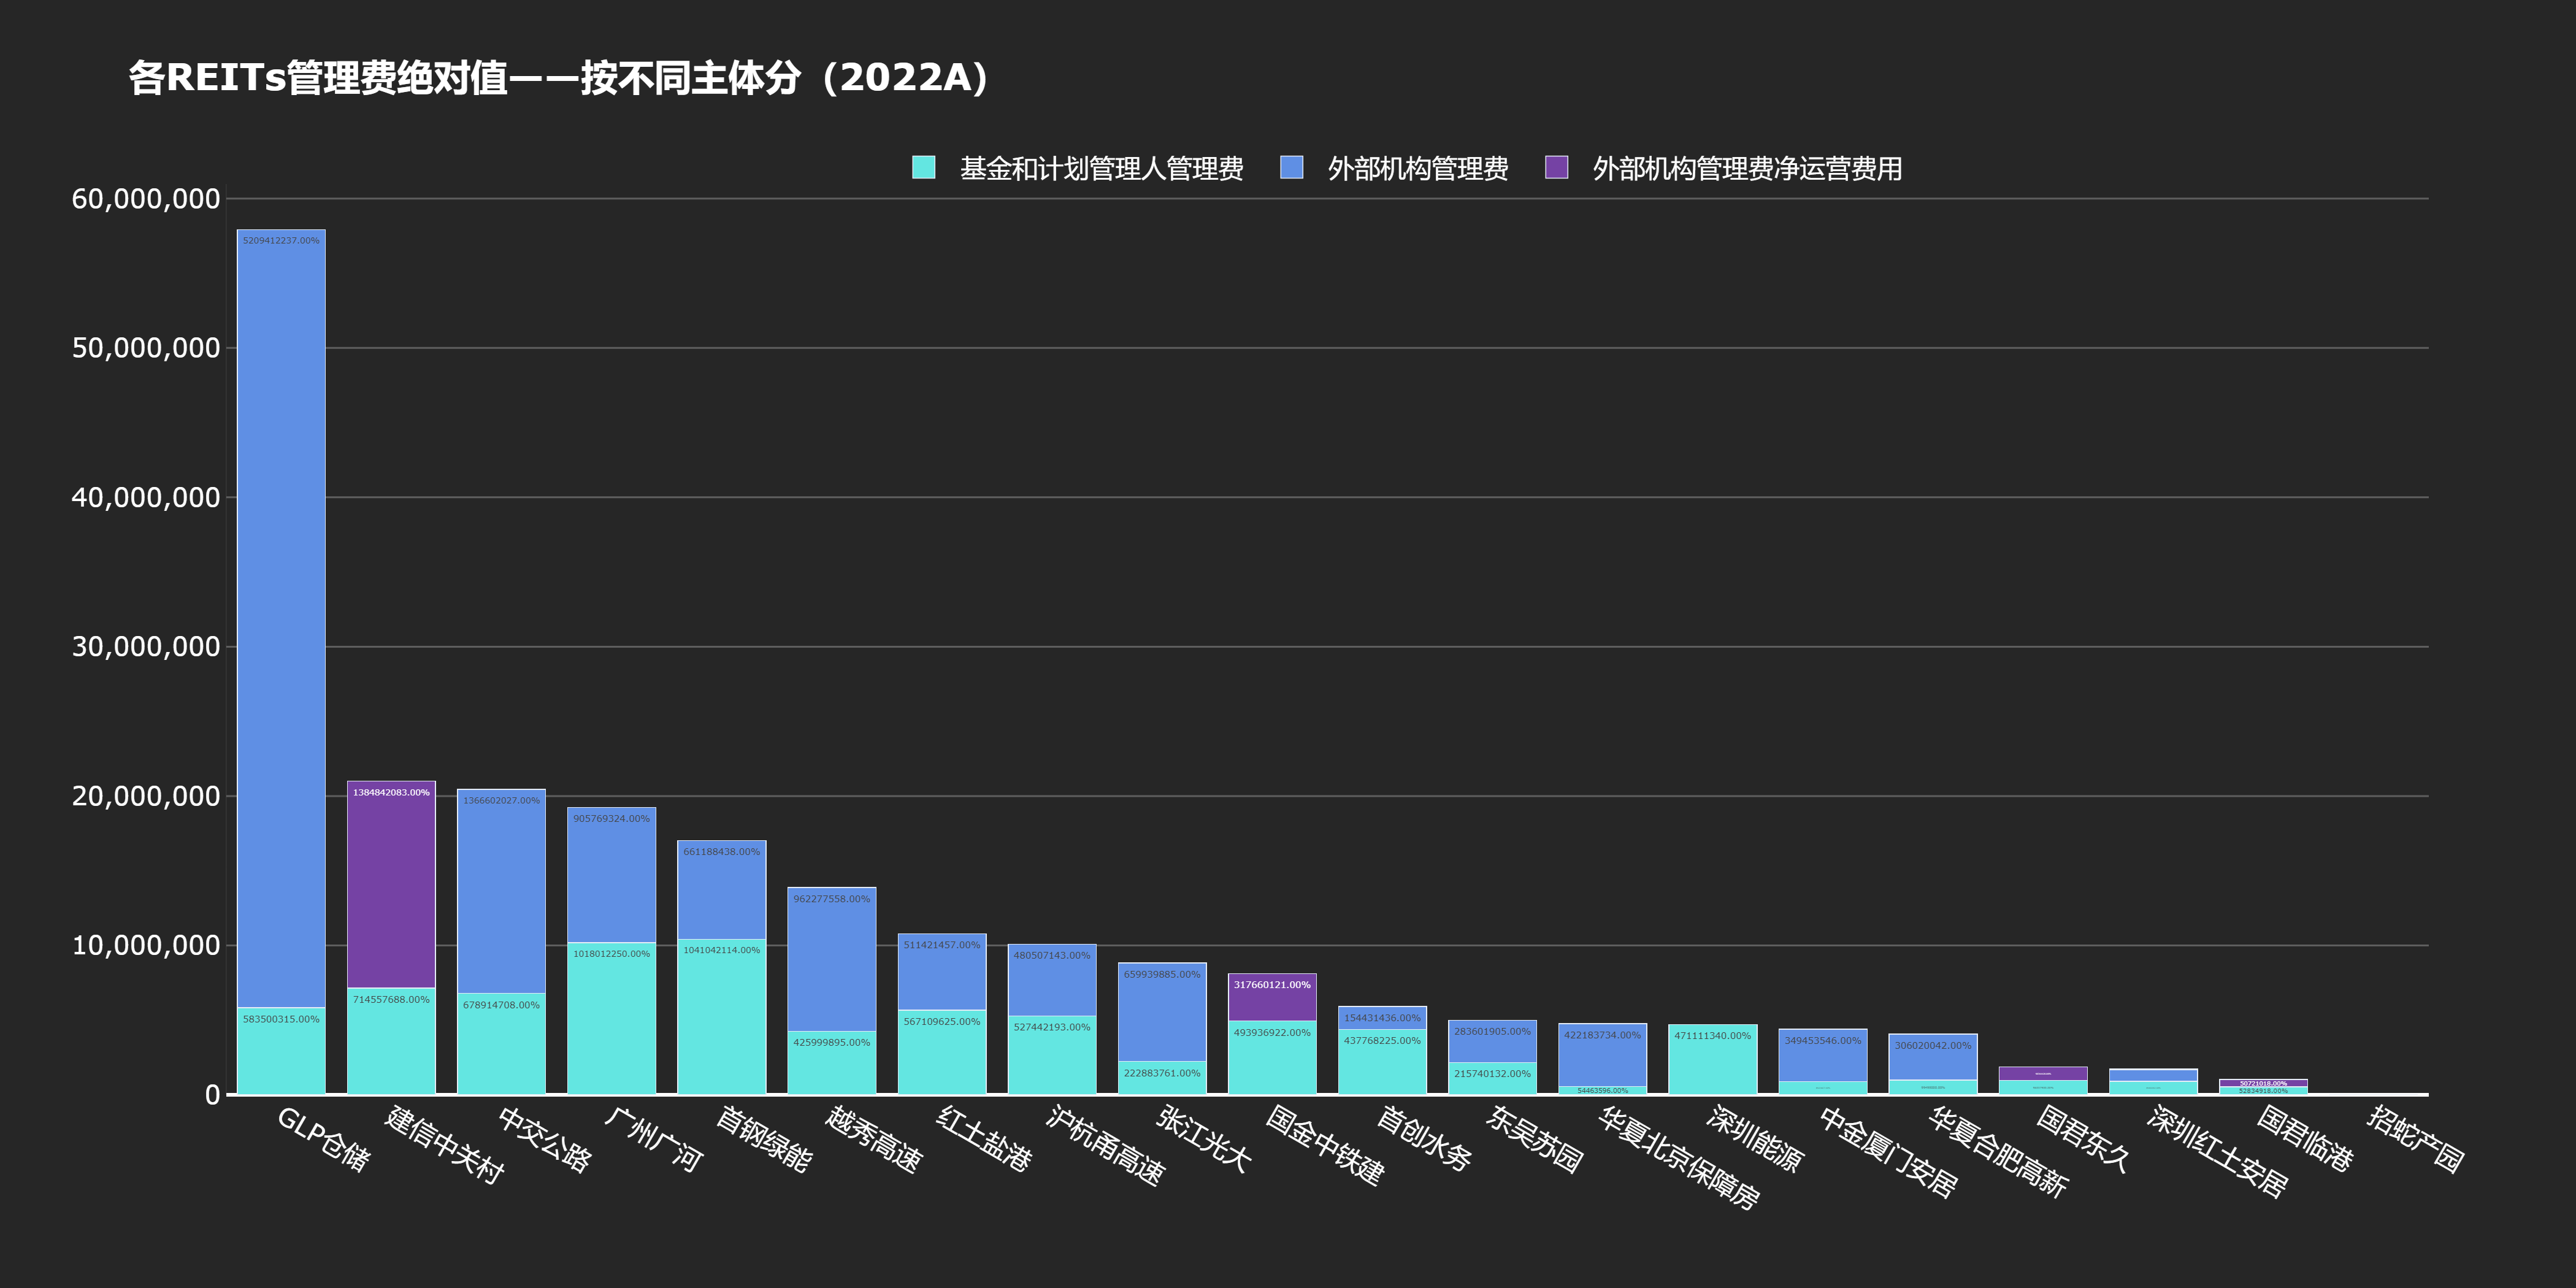 各REITs管理费绝对值——按不同主体分（2022A）
基金和计划管理人管理费 外部机构管理费 外部机构管理费净运营费用
60,000,000
50,000,000
40,000,000
30,000,000
20,000,000
10,000,000
0
5209412237.00%
583500315.00%
1384842083.00%
714557688.00%
1366602027.00%
678914708.00%
905769324.00%
1018012250.00%
661188438.00%
1041042114.00%
962277558.00%
425999895.00%
511421457.00%
567109625.00%
480507143.00%
527442193.00%
659939885.00%
222883761.00%
317660121.00%
493936922.00%
154431436.00%
437768225.00%
283601905.00%
215740132.00%
422183734.00%
54463596.00%
471111340.00%
349453546.00%
306020042.00%
50721018.00%
52834918.00%
GLP仓储
建信中关村
中交公路
广州广河
首钢绿能
越秀高速
红土盐港
沪杭甬高速
张江光大
国金中铁建
首创水务
东吴苏园
华夏北京保障房
深圳能源
中金厦门安居
华夏合肥高新
国君东久
深圳红土安居
国君临港
招蛇产园